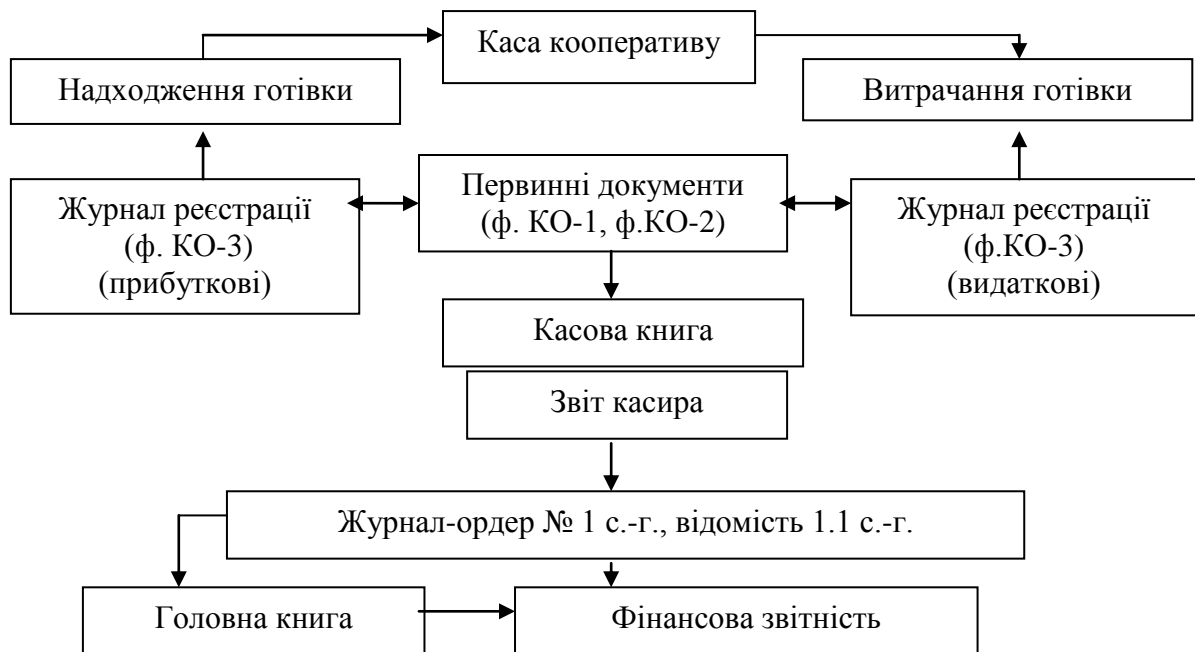 Каса кооперативу
Надходження готівки
Витрачання готівки
Журнал реєстрації
(ф. КО-3)
(прибуткові)
Первинні документи
(ф. КО-1, ф.КО-2)
Журнал реєстрації
(ф.КО-3)
(видаткові)
Касова книга
Звіт касира
Журнал-ордер № 1 с.-г., відомість 1.1 с.-г.
Головна книга
Фінансова звітність